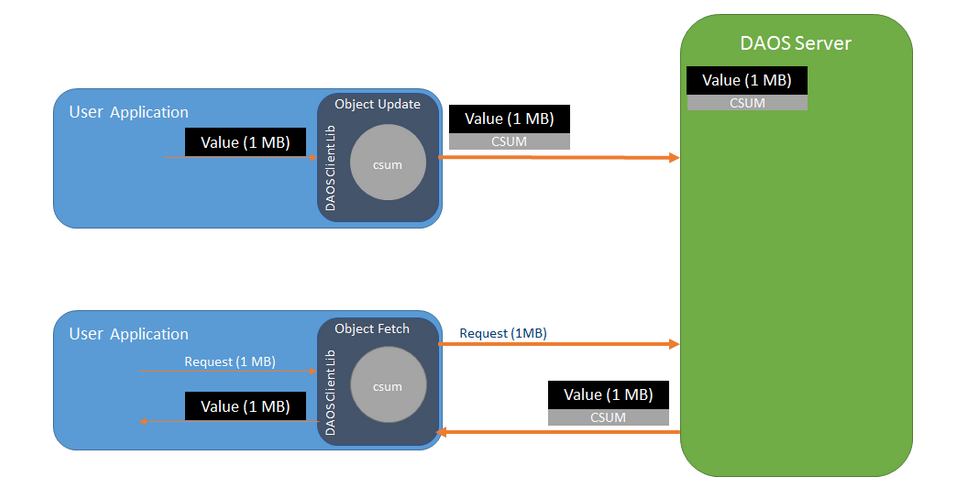 DAOS Server
Value (1 MB)
CSUM
User Application
Value (1 MB)
Object Update
DAOS Client Lib
csum
Value (1 MB)
CSUM
User Application
Request (1 MB)
Value (1 MB)
Object Fetch
DAOS Client Lib
csum
Request (1MB)
Value (1 MB)
CSUM